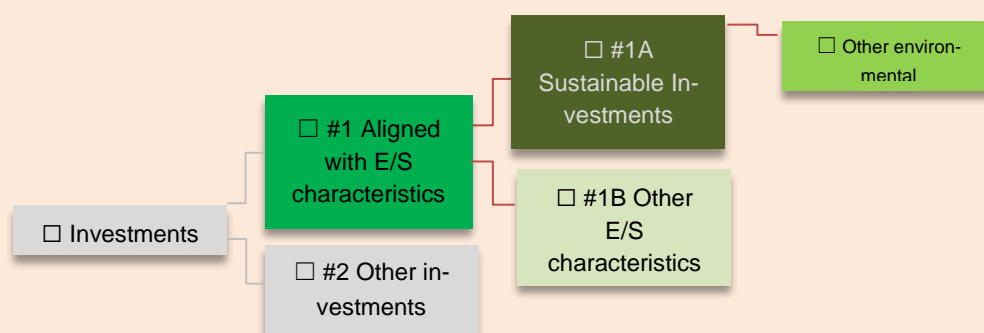 ☐ #1A
Sustainable In-
vestments
☐ Other environ-
mental
☐ #1 Aligned
with E/S
characteristics
☐ #1B Other
E/S
characteristics
☐ Investments
☐ #2 Other in-
vestments